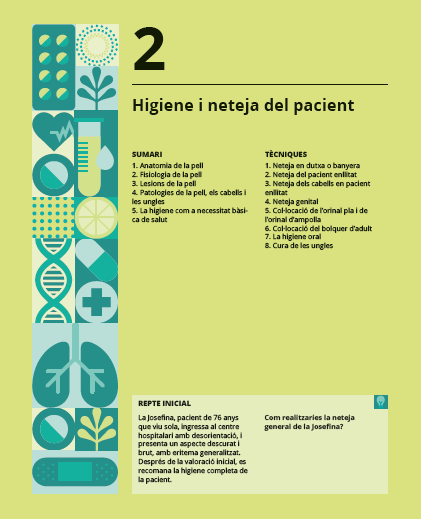 2
Higiene i neteja del pacient
SUMARI
1. Anatomia de la pell
2. Fisiologia de la pell
3. Lesions de la pell
4. Patologies de la pell, els cabells i
les ungles
5. La higiene com a necessitat bàsi-
ca de salut
TÈCNIQUES
1. Neteja en dutxa o banyera
2. Neteja del pacient enllitat
3. Neteja dels cabells en pacient
enllitat
4. Neteja genital
5. Col·locació de l'orinal pla i de
l'orinal d'ampolla
6. Col·locació del bolquer d'adult
7. La higiene oral
8. Cura de les ungles
REPTE INICIAL
La Josefina, pacient de 76 anys
que viu sola, ingressa al centre
hospitalari amb desorientació, i
presenta un aspecte descurat i
brut, amb eritema generalitzat.
Després de la valoració inicial, es
recomana la higiene completa de
la pacient.
Com realitzaries la neteja
general de la Josefina?